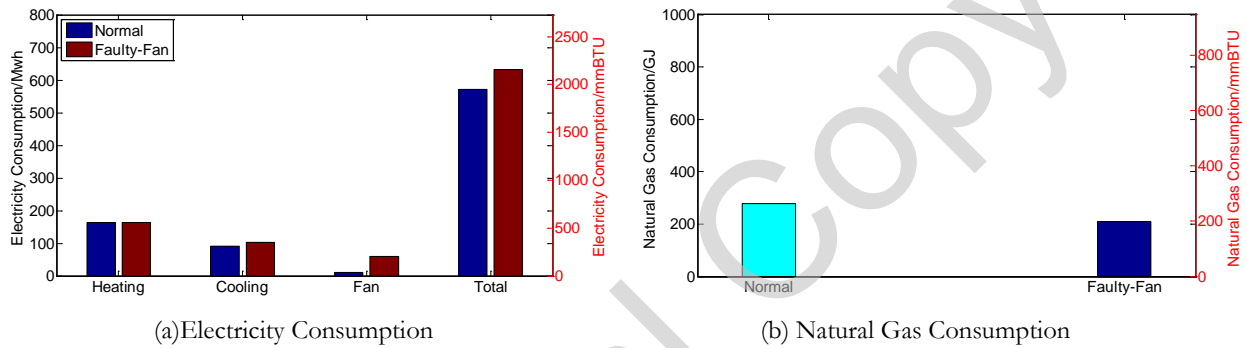 Normal
Faulty-Fan
Electricity Consumption/Mwh
800
700
600
500
400
300
200
100
0
Heating Cooling Fan Total
2500
2000
1500
1000
500
0
Electricity Consumption/mmBTU
(a)Electricity Consumption
Natural Gas Consumption/GJ
1000
800
600
400
200
0
Normal Faulty-Fan
800
600
400
200
0
Natural Gas Consumption/mmBTU
(b) Natural Gas Consumption
Copy